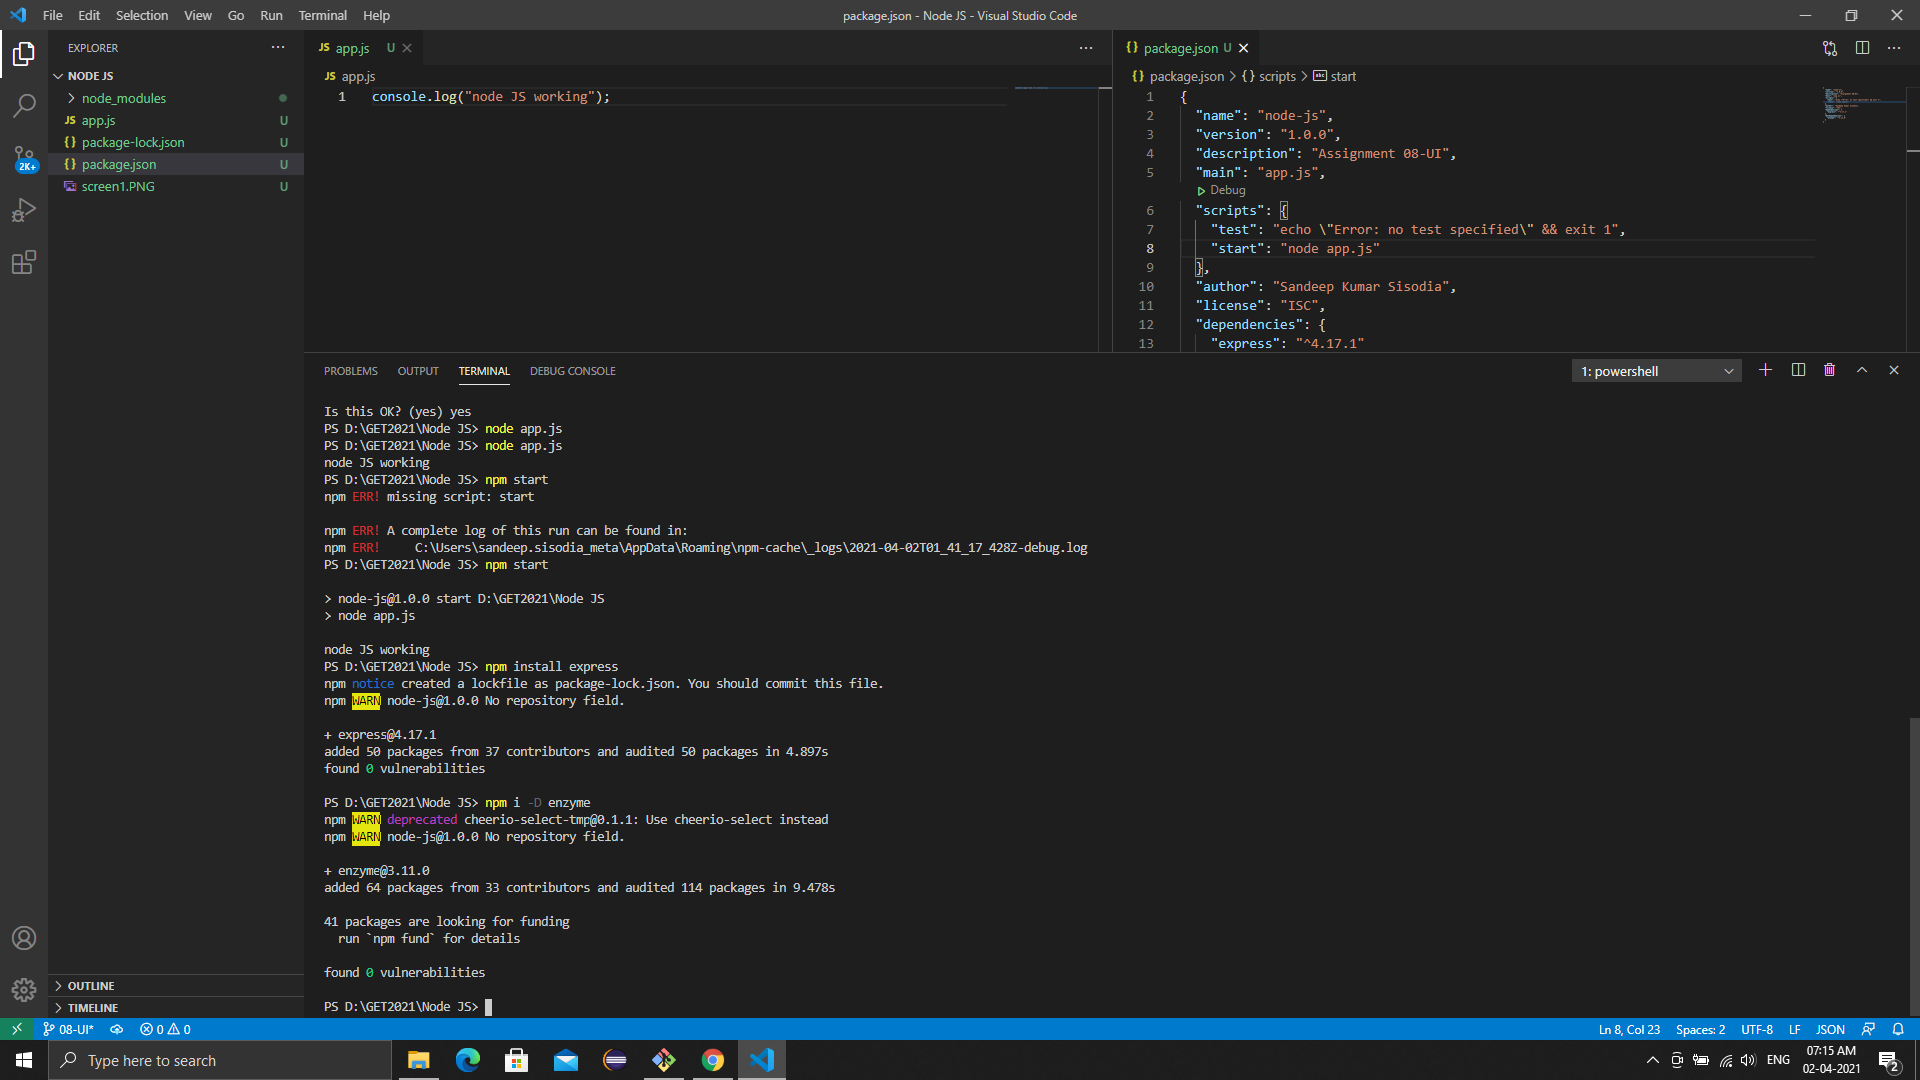 File Edit Selection View Go Run Terminal Help
package.json - Node JS - Visual Studio Code
EXPLORER
NODE JS
node_modules
JS app.js U
{} package-lock.json U
{} package.json U
screen1.PNG U
2K+
OUTLINE
TIMELINE
JS app.js U
JS app.js
1 console.log("node JS working");
{} package.json U
{} package.json > {} scripts > abc start
1 {
2 "name": "node-js",
3 "version": "1.0.0",
4 "description": "Assignment 08-UI",
5 "main": "app.js",
Debug
6 "scripts": {
7 "test": "echo \"Error: no test specified\" && exit 1",
8 "start": "node app.js"
9 },
10 "author": "Sandeep Kumar Sisodia",
11 "license": "ISC",
12 "dependencies": {
13 "express": "^4.17.1"
PROBLEMS OUTPUT TERMINAL DEBUG CONSOLE
1: powershell
Is this OK? (yes) yes
PS D:\GET2021\Node JS> node app.js
PS D:\GET2021\Node JS> node app.js
node JS working
PS D:\GET2021\Node JS> npm start
npm ERR! missing script: start
npm ERR! A complete log of this run can be found in:
npm ERR!     C:\Users\sandeep.sisodia_meta\AppData\Roaming\npm-cache\_logs\2021-04-02T01_41_17_428Z-debug.log
PS D:\GET2021\Node JS> npm start
> node-js@1.0.0 start D:\GET2021\Node JS
> node app.js
node JS working
PS D:\GET2021\Node JS> npm install express
npm notice created a lockfile as package-lock.json. You should commit this file.
npm WARN node-js@1.0.0 No repository field.
+ express@4.17.1
added 50 packages from 37 contributors and audited 50 packages in 4.897s
found 0 vulnerabilities
PS D:\GET2021\Node JS> npm i -D enzyme
npm WARN deprecated cheerio-select-tmp@0.1.1: Use cheerio-select instead
npm WARN node-js@1.0.0 No repository field.
+ enzyme@3.11.0
added 64 packages from 33 contributors and audited 114 packages in 9.478s
41 packages are looking for funding
run `npm fund` for details
found 0 vulnerabilities
PS D:\GET2021\Node JS>
08-UI* 0 0
Ln 8, Col 23 Spaces: 2 UTF-8 LF JSON
Type here to search
ENG
07:15 AM
02-04-2021
2